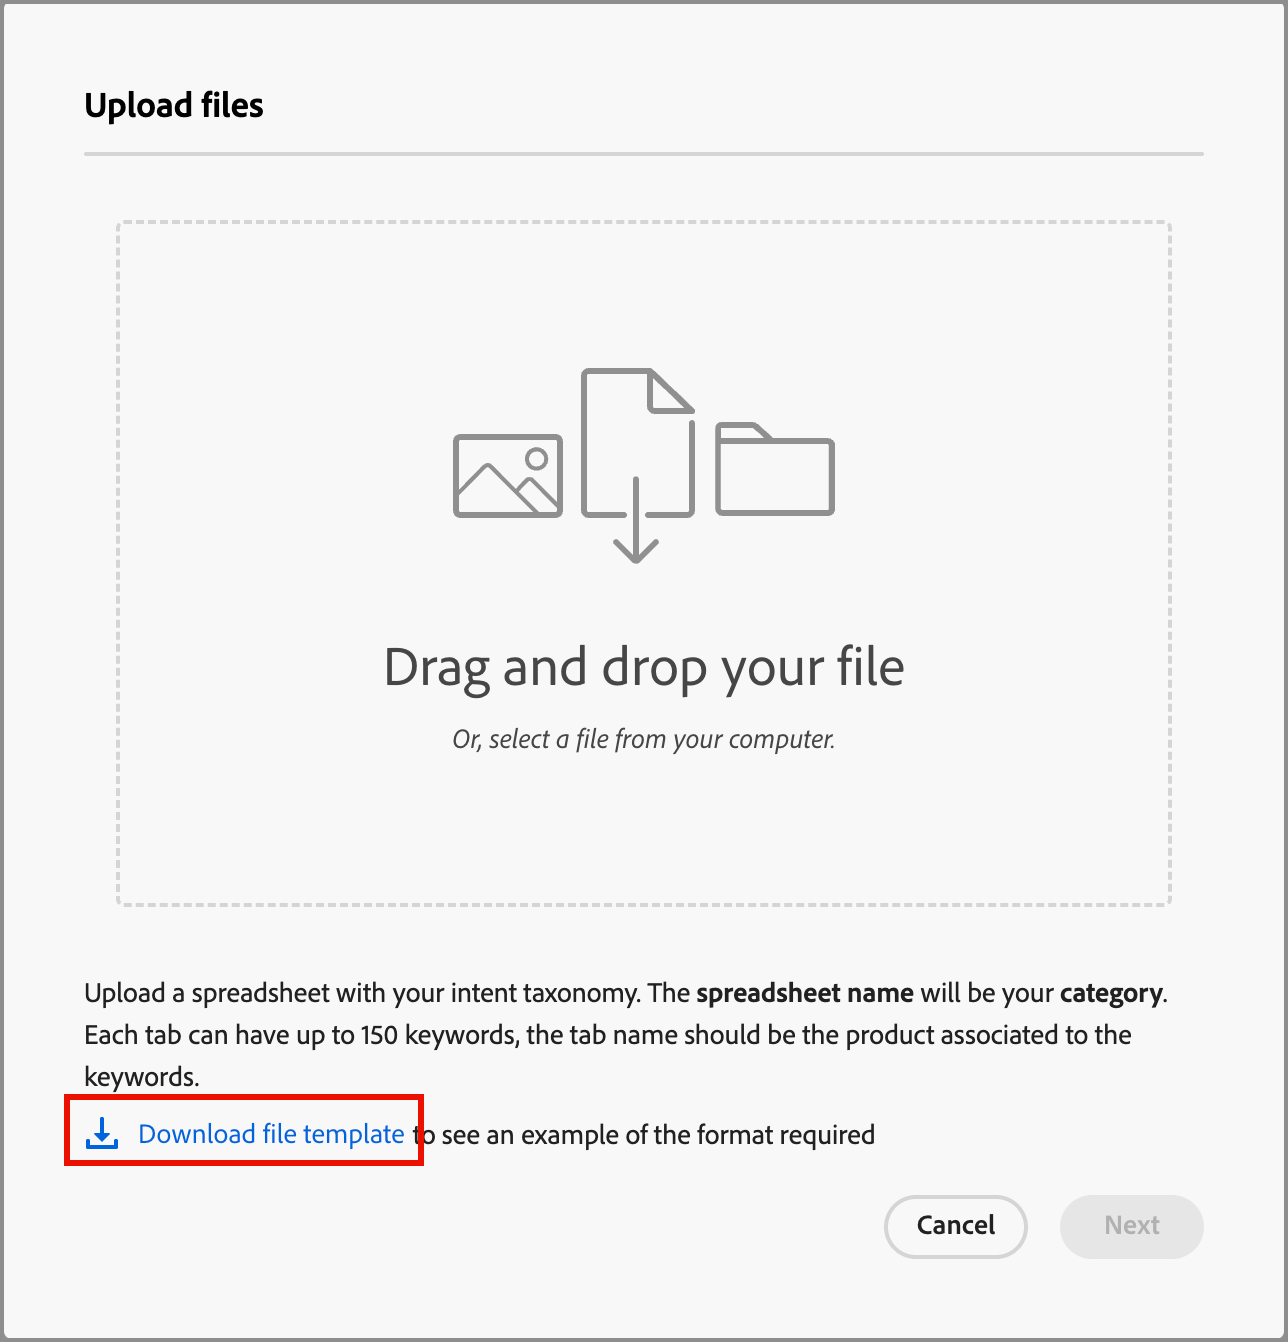 Upload files
Drag and drop your file
Or, select a file from your computer.
Upload a spreadsheet with your intent taxonomy. The spreadsheet name will be your category.
Each tab can have up to 150 keywords, the tab name should be the product associated to the
keywords.
Download file template to see an example of the format required
Cancel
Next